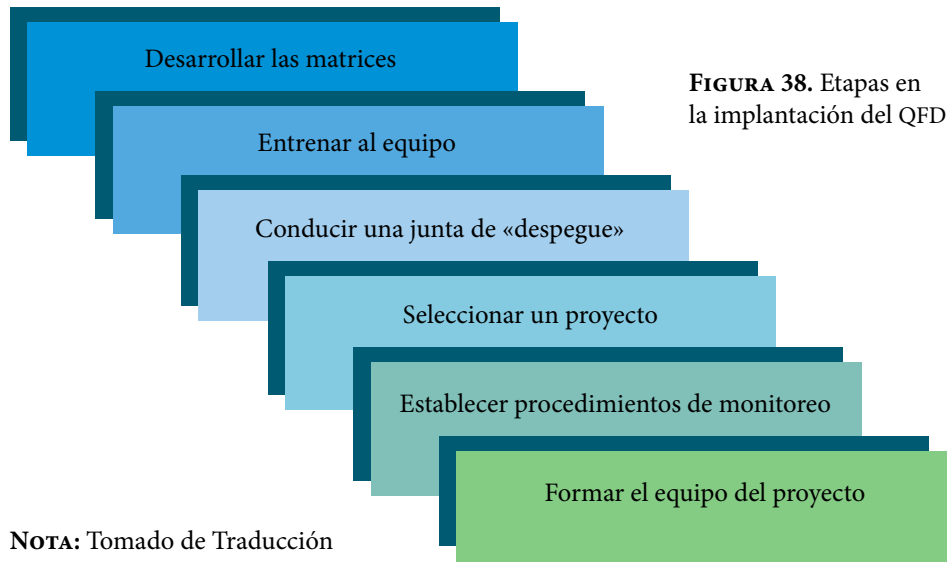 Desarrollar las matrices
FIGURA 38. Etapas en
la implantación del QFD
Entrenar al equipo
Conducir una junta de «despegue»
Seleccionar un proyecto
Establecer procedimientos de monitoreo
Formar el equipo del proyecto
NOTA: Tomado de Traducción